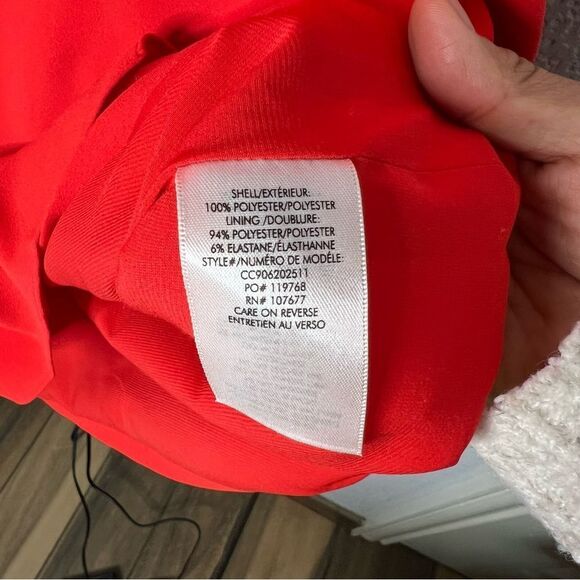 SHELL/EXTÉRIEUR:
100% POLYESTER/POLYESTER
LINING /DOUBLURE:
94% POLYESTER/POLYESTER
6% ELASTANE/ÉLASTHANNE
STYLE#/NUMÉRO DE MODÈLE:
CC906202511
PO# 119768
RN# 107677
CARE ON REVERSE
ENTRETIEN AU VERSO